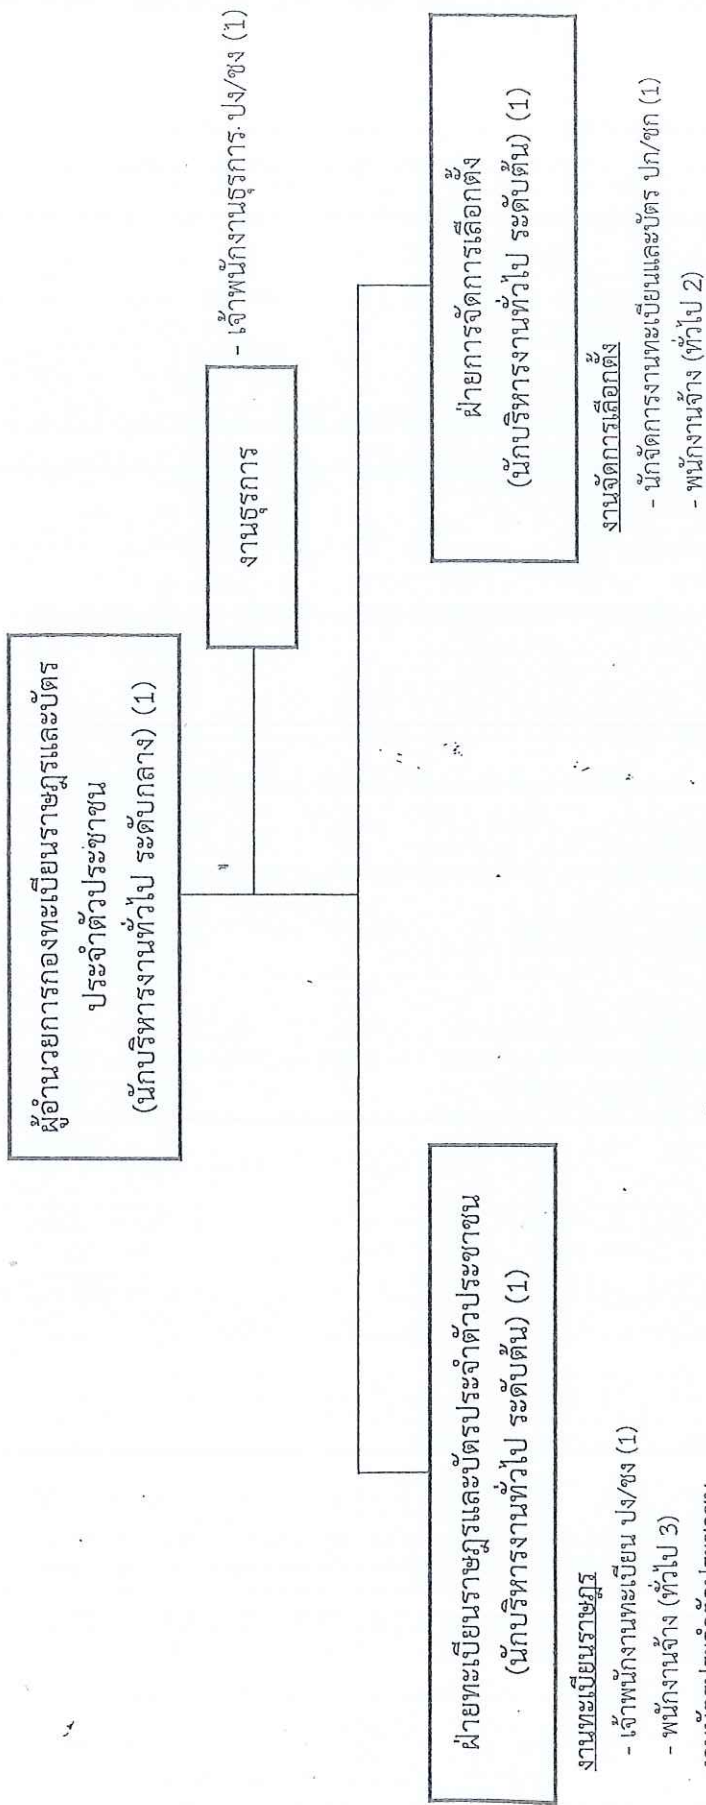 ผู้อำนวยการกองทะเบียนราษฎรและบัตร
ประจำตัวประชาชน
(นักบริหารงานทั่วไป ระดับกลาง) (1)
งานธุรการ
- เจ้าพนักงานธุรการ ปง/ชง (1)
ฝ่ายทะเบียนราษฎรและบัตรประจำตัวประชาชน
(นักบริหารงานทั่วไป ระดับต้น) (1)
งานทะเบียนราษฎร
- เจ้าพนักงานทะเบียน ปง/ชง (1)
- พนักงานจ้าง (ทั่วไป 3)
ฝ่ายการจัดการเลือกตั้ง
(นักบริหารงานทั่วไป ระดับต้น) (1)
งานจัดการเลือกตั้ง
- นักจัดการงานทะเบียนและบัตร ปก/ชก (1)
- พนักงานจ้าง (ทั่วไป 2)